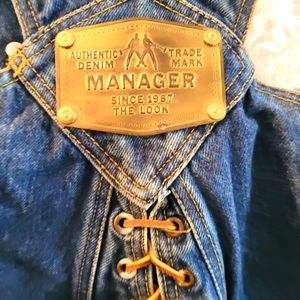 AUTHENTIC TRADE
DENIM MARK
MANAGER
SINCE 1987
THE LOOK